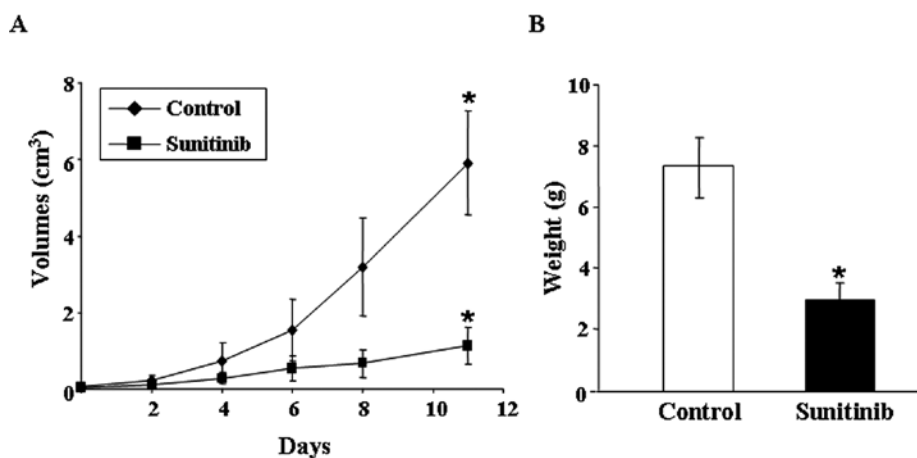 A
B
Volumes (cm³)
8
6
4
2
0
Control
Sunitinib
*
*
2
4
6
8
10
12
Days
Weight (g)
10
8
6
4
2
0
*
Control
Sunitinib